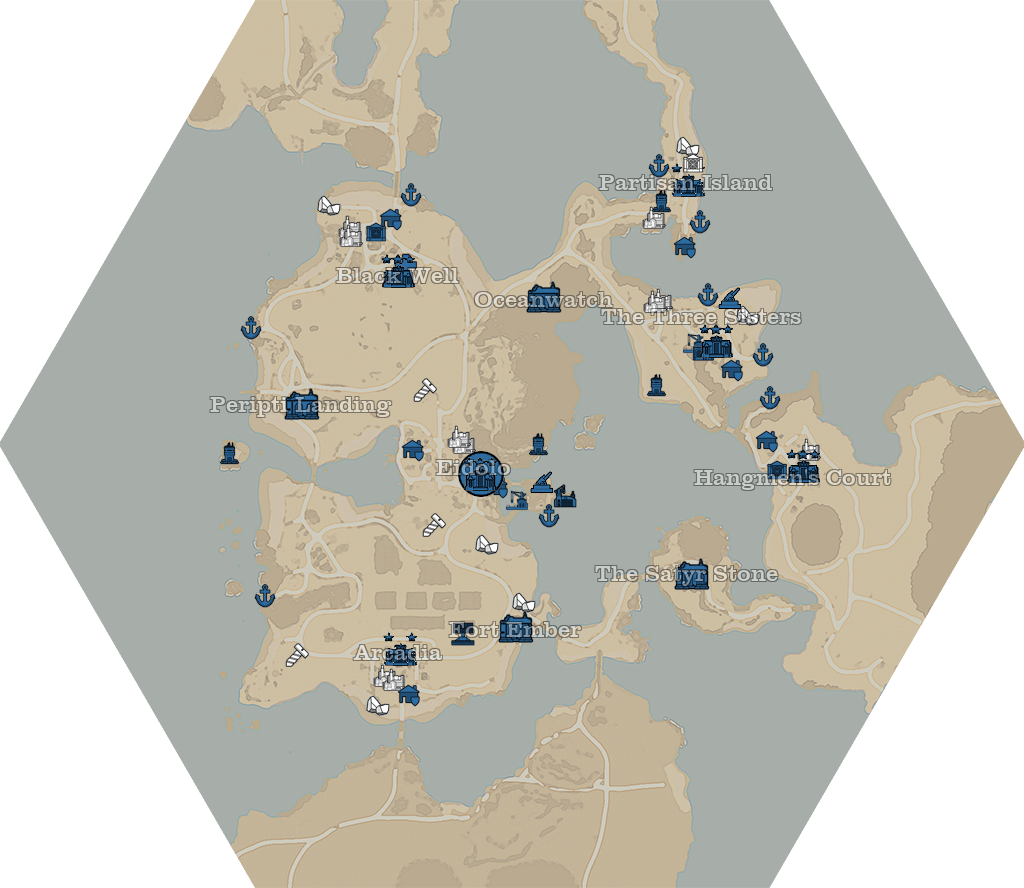 Partisan Island
Black Well
Oceanwatch
The Three Sisters
Peripti Landing
Eidolo
Hangmen's Court
The Satyr Stone
Fort Ember
Arcadia